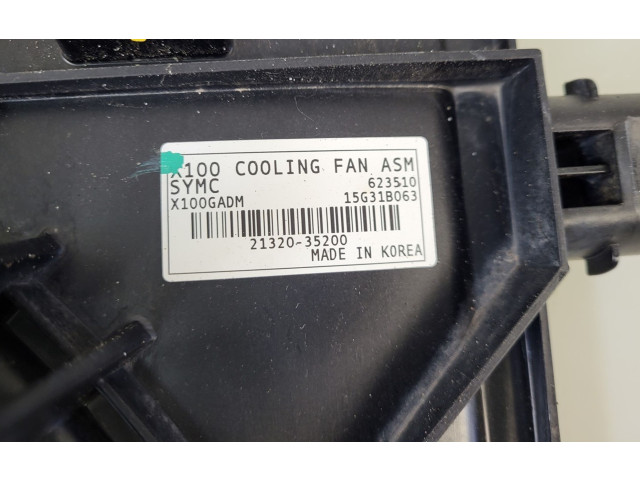 X100 COOLING FAN ASM
SYMC 623510
X100GADM 15G31B063
21320-35200
MADE IN KOREA